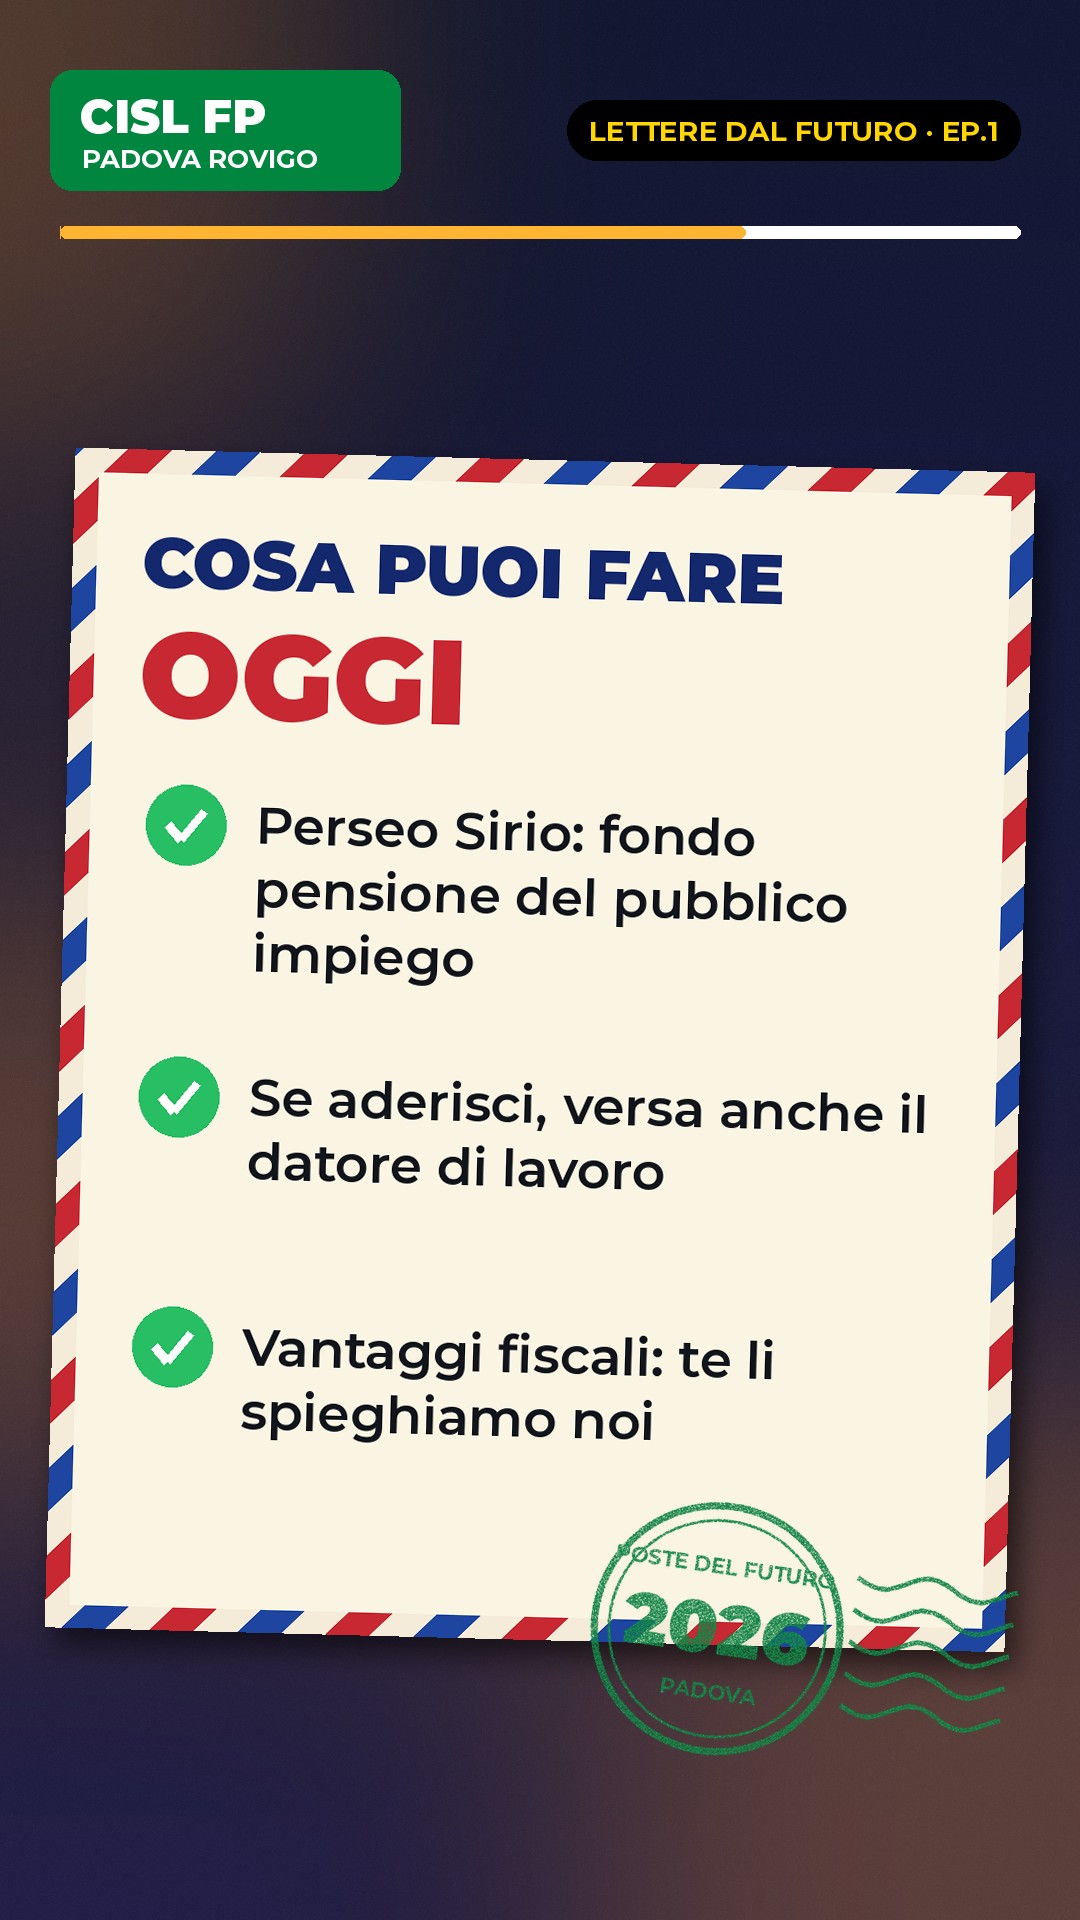 CISL FP
PADOVA ROVIGO
LETTERE DAL FUTURO · EP.1
COSA PUOI FARE
OGGI
Perseo Sirio: fondo
pensione del pubblico
impiego
Se aderisci, versa anche il
datore di lavoro
Vantaggi fiscali: te li
spieghiamo noi
POSTE DEL FUTURO
2026
PADOVA